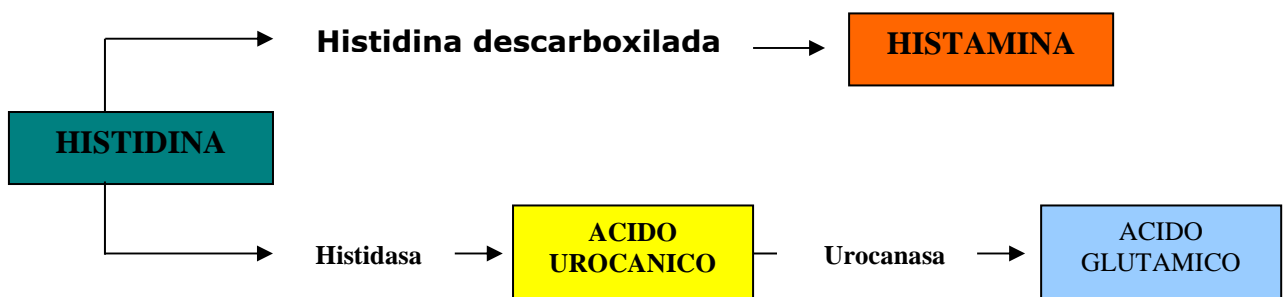 Histidina descarboxilada
HISTAMINA
HISTIDINA
Histidasa
ACIDO
UROCANICO
Urocanasa
ACIDO
GLUTAMICO